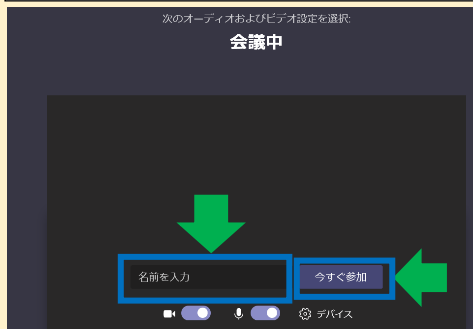 次のオーディオおよびビデオ設定を選択:
会議中
名前を入力
今すぐ参加
デバイス